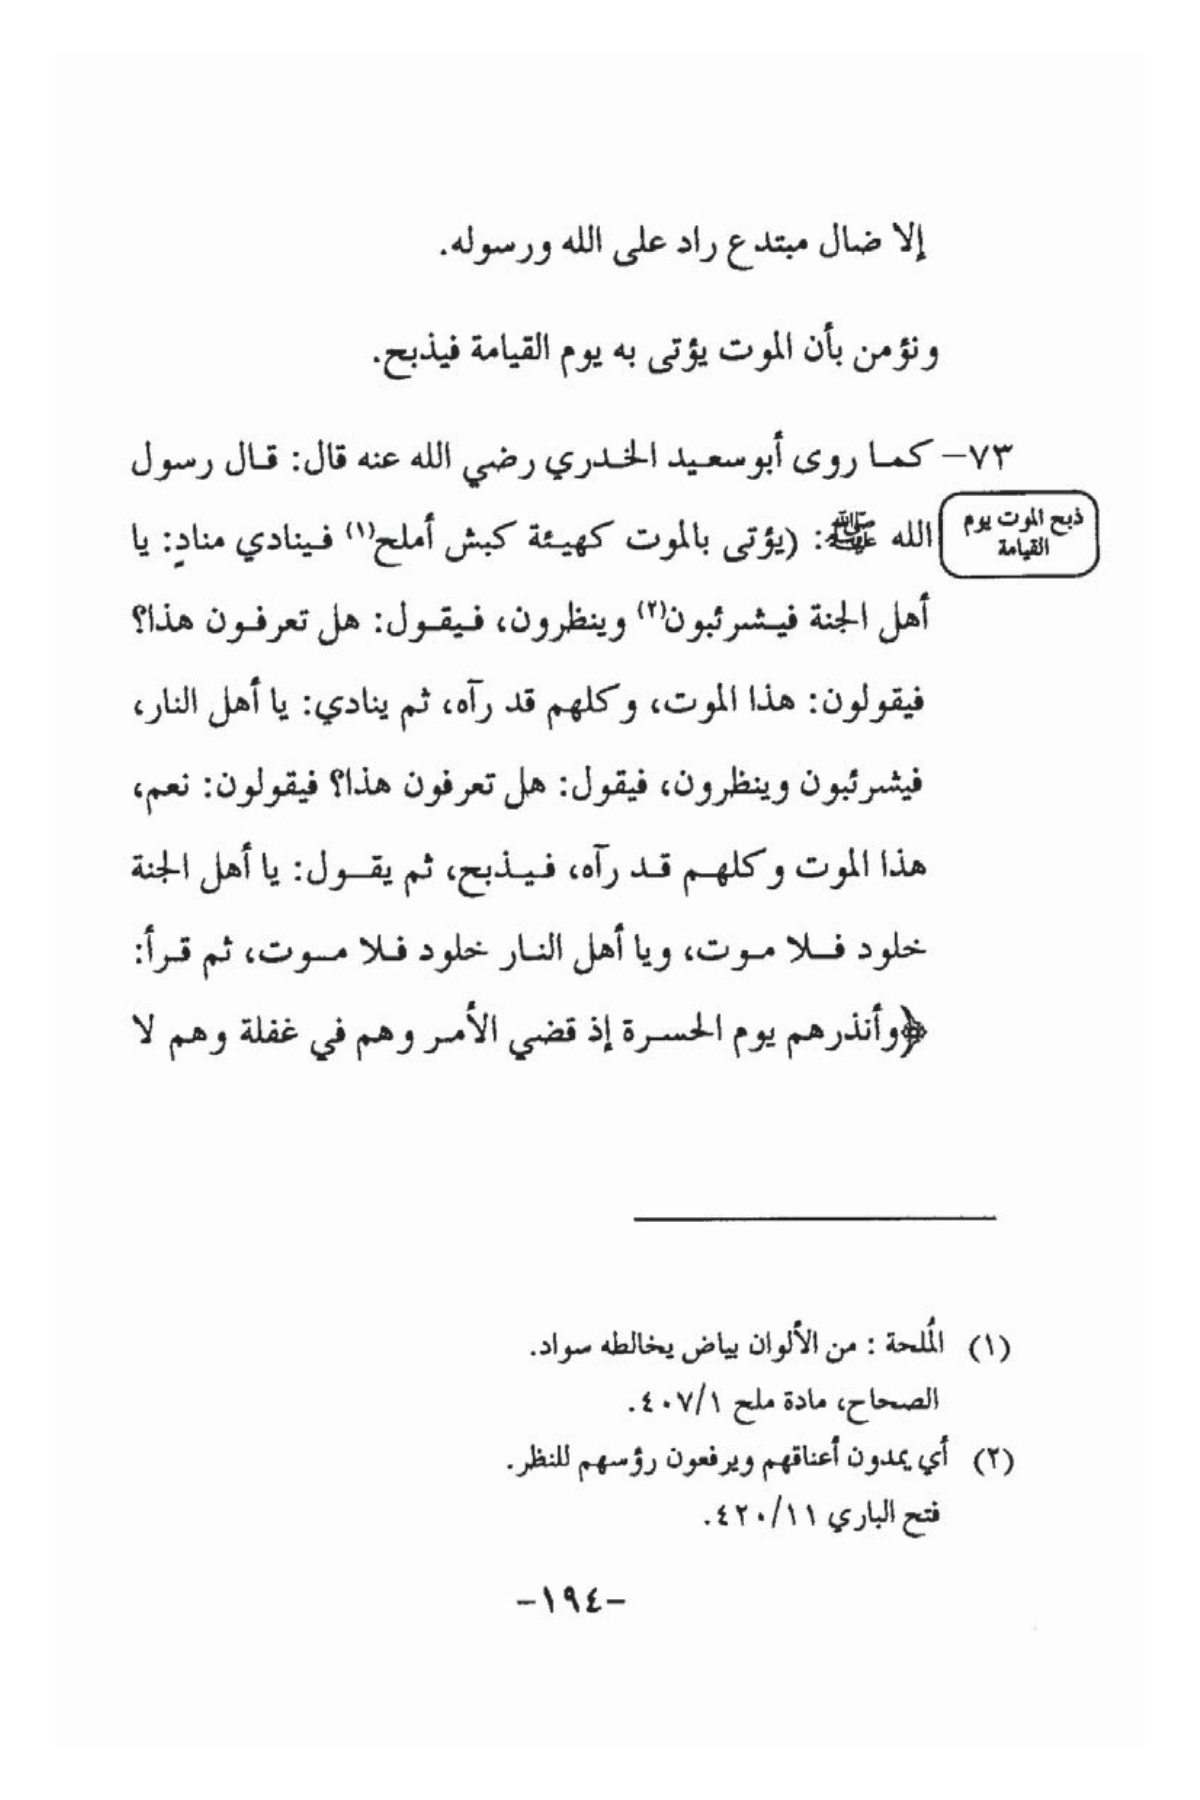 إلا ضال مبتدع راد على الله ورسوله.
ونؤمن بأن الموت يؤتى به يوم القيامة فيذبح.
٧٣– كما روى أبو سعيد الخدري رضي الله عنه قال: قال رسول
ذبح الموت يوم
القيامة
الله ﷺ: (يؤتى بالموت كهيئة كبش أملح(١) فينادي منادٍ: يا
أهل الجنة فيشرئبون(٢) وينظرون، فيقول: هل تعرفون هذا؟
فيقولون: هذا الموت، وكلهم قد رآه، ثم ينادي: يا أهل النار،
فيشرئبون وينظرون، فيقول: هل تعرفون هذا؟ فيقولون: نعم،
هذا الموت وكلهم قد رآه، فيذبح، ثم يقول: يا أهل الجنة
خلود فلا موت، ويا أهل النار خلود فلا موت، ثم قرأ:
﴿وأنذرهم يوم الحسرة إذ قضي الأمر وهم في غفلة وهم لا
(١) المُلحة : من الألوان بياض يخالطه سواد.
الصحاح، مادة ملح ٤٠٧/١.
(٢) أي يمدون أعناقهم ويرفعون رؤسهم للنظر.
فتح الباري ٤٢٠/١١.
–١٩٤–